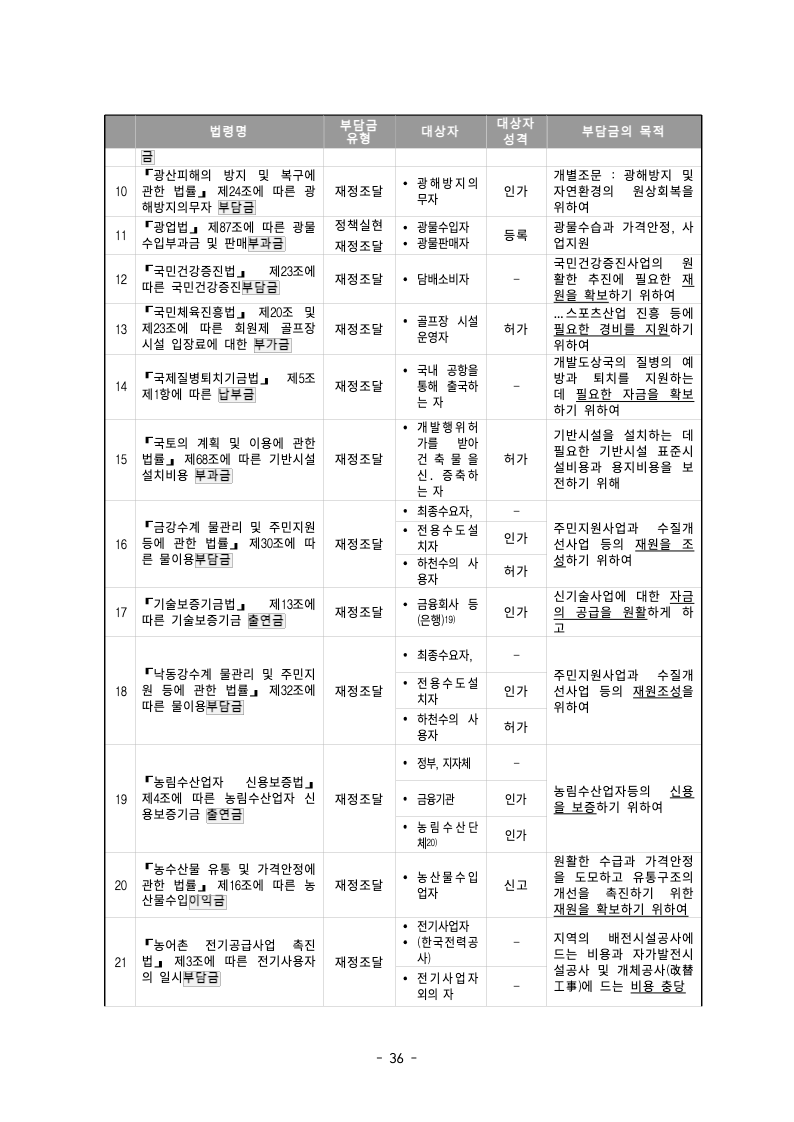 법령명
부담금
유형
대상자
대상자
성격
부담금의 목적
금
10
『광산피해의 방지 및 복구에
관한 법률』 제24조에 따른 광
해방지의무자 부담금
재정조달
• 광해방지의
무자
인가
개별조문 : 광해방지 및
자연환경의 원상회복을
위하여
11
『광업법』 제87조에 따른 광물
수입부과금 및 판매부과금
정책실현
재정조달
• 광물수입자
• 광물판매자
등록
광물수습과 가격안정, 사
업지원
12
『국민건강증진법』 제23조에
따른 국민건강증진부담금
재정조달
• 담배소비자
-
국민건강증진사업의 원
활한 추진에 필요한 재
원을 확보하기 위하여
13
『국민체육진흥법』 제20조 및
제23조에 따른 회원제 골프장
시설 입장료에 대한 부가금
재정조달
• 골프장 시설
운영자
허가
…스포츠산업 진흥 등에
필요한 경비를 지원하기
위하여
14
『국제질병퇴치기금법』 제5조
제1항에 따른 납부금
재정조달
• 국내 공항을
통해 출국하
는 자
-
개발도상국의 질병의 예
방과 퇴치를 지원하는
데 필요한 자금을 확보
하기 위하여
15
『국토의 계획 및 이용에 관한
법률』 제68조에 따른 기반시설
설치비용 부과금
재정조달
• 개발행위허
가를 받아
건축물을
신. 증축하
는 자
허가
기반시설을 설치하는 데
필요한 기반시설 표준시
설비용과 용지비용을 보
전하기 위해
16
『금강수계 물관리 및 주민지원
등에 관한 법률』 제30조에 따
른 물이용부담금
재정조달
• 최종수요자,
-
• 전용수도설
치자
인가
• 하천수의 사
용자
허가
주민지원사업과 수질개
선사업 등의 재원을 조
성하기 위하여
17
『기술보증기금법』 제13조에
따른 기술보증기금 출연금
재정조달
• 금융회사 등
(은행)19)
인가
신기술사업에 대한 자금
의 공급을 원활하게 하
고
18
『낙동강수계 물관리 및 주민지
원 등에 관한 법률』 제32조에
따른 물이용부담금
재정조달
• 최종수요자,
-
• 전용수도설
치자
인가
• 하천수의 사
용자
허가
주민지원사업과 수질개
선사업 등의 재원조성을
위하여
19
『농림수산업자 신용보증법』
제4조에 따른 농림수산업자 신
용보증기금 출연금
재정조달
• 정부, 지자체
-
• 금융기관
인가
• 농림수산단
체20)
인가
농림수산업자등의 신용
을 보증하기 위하여
20
『농수산물 유통 및 가격안정에
관한 법률』 제16조에 따른 농
산물수입이익금
재정조달
• 농산물수입
업자
신고
원활한 수급과 가격안정
을 도모하고 유통구조의
개선을 촉진하기 위한
재원을 확보하기 위하여
21
『농어촌 전기공급사업 촉진
법』 제3조에 따른 전기사용자
의 일시부담금
재정조달
• 전기사업자
• (한국전력공
사)
-
• 전기사업자
외의 자
-
지역의 배전시설공사에
드는 비용과 자가발전시
설공사 및 개체공사(改替
工事)에 드는 비용 충당
- 36 -